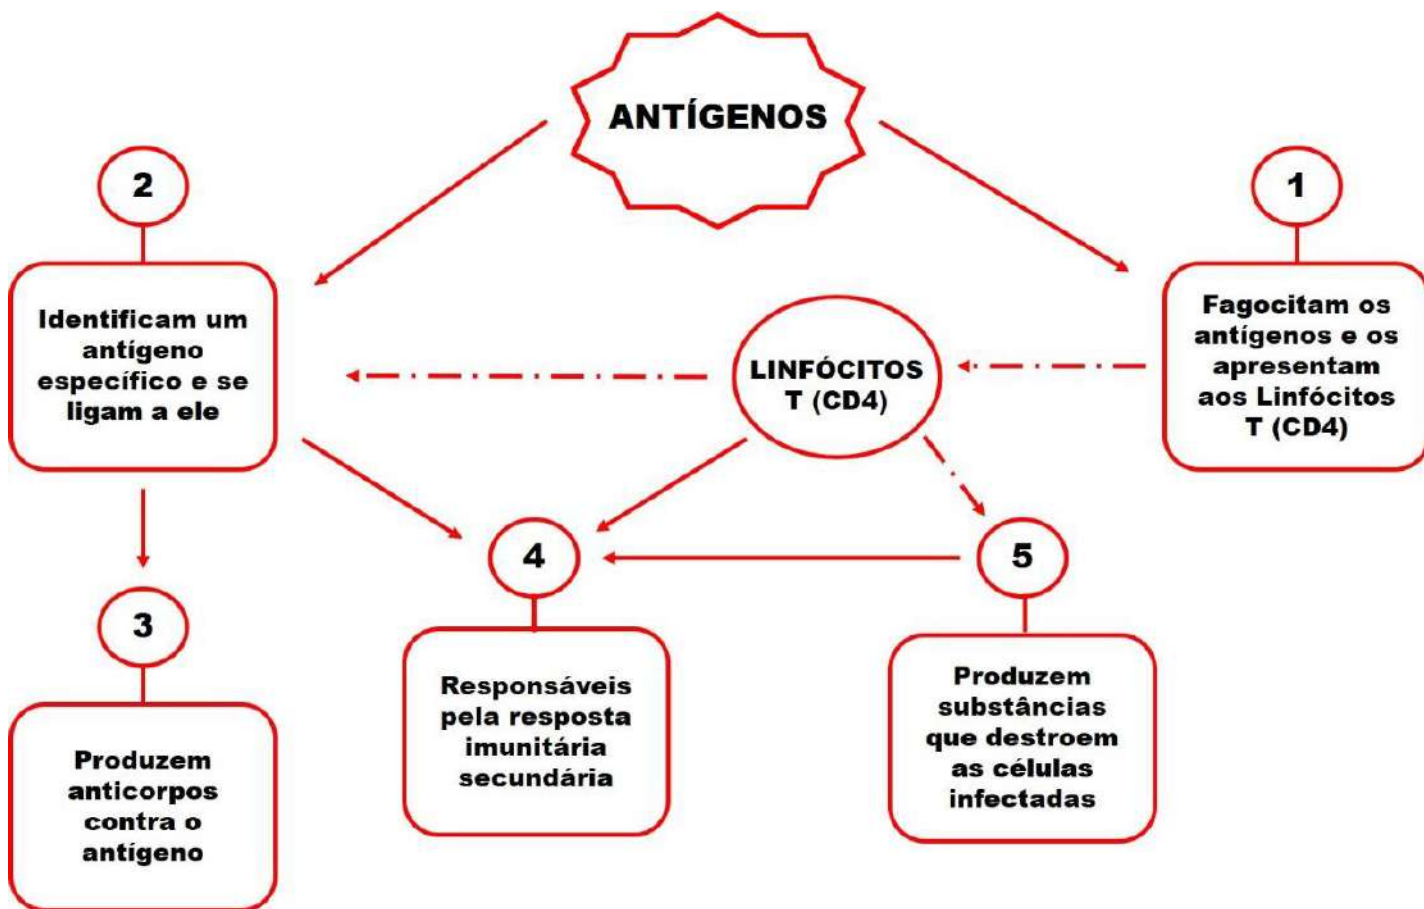 ANTÍGENOS
2
Identificam um
antígeno
específico e se
ligam a ele
1
Fagocitam os
antígenos e os
apresentam
aos Linfócitos
T (CD4)
LINFÓCITOS
T (CD4)
3
Produzem
anticorpos
contra o
antígeno
4
Responsáveis
pela resposta
imunitária
secundária
5
Produzem
substâncias
que destroem
as células
infectadas